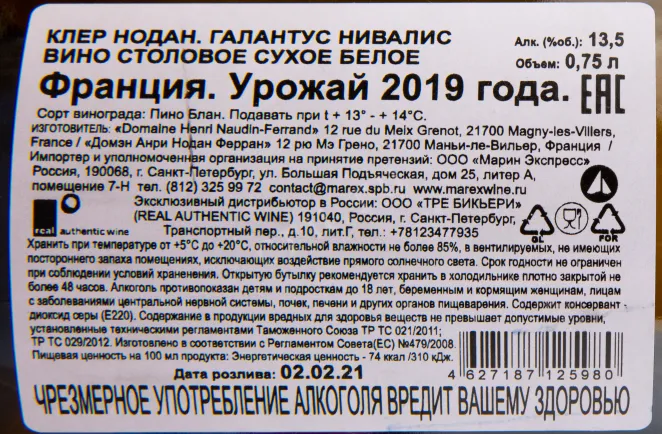 КЛЕР НОДАН. ГАЛАНТУС НИВАЛИС
ВИНО СТОЛОВОЕ СУХОЕ БЕЛОЕ
Алк. (%об.): 13,5
Объем: 0,75 л
Франция. Урожай 2019 года. EAC
Сорт винограда: Пино Блан. Подавать при t + 13° - + 14°C.
ИЗГОТОВИТЕЛЬ: «Domaine Henri Naudin-Ferrand» 12 rue du Meix Grenot, 21700 Magny-les-Villers,
France / «Домэн Анри Нодан Ферран» 12 рю Мэ Грено, 21700 Маньи-ле-Вильер, Франция /
Импортер и уполномоченная организация на принятие претензий: ООО «Марин Экспресс»
Россия, 190068, г. Санкт-Петербург, ул. Большая Подъяческая, дом 25, литер А,
помещение 7-Н тел. (812) 325 99 72 contact@marex.spb.ru www.marexwine.ru
Эксклюзивный дистрибьютор в России: ООО «ТРЕ БИКЬЕРИ»
(REAL AUTHENTIC WINE) 191040, Россия, г. Санкт-Петербург,
Транспортный пер., д.10, лит.Г, тел.: +78123477935
real authentic wine
GL
FOR
Хранить при температуре от +5°C до +20°C, относительной влажности не более 85%, в вентилируемых, не имеющих
постороннего запаха помещениях, исключающих воздействие прямого солнечного света. Срок годности не ограничен
при соблюдении условий хранения. Открытую бутылку рекомендуется хранить в холодильнике плотно закрытой не
более 48 часов. Алкоголь противопоказан детям и подросткам до 18 лет, беременным и кормящим женщинам, лицам
с заболеваниями центральной нервной системы, почек, печени и других органов пищеварения. Содержит консервант -
диоксид серы (Е220). Содержание в продукции вредных для здоровья веществ не превышает допустимые уровни,
установленные техническими регламентами Таможенного Союза ТР ТС 021/2011;
ТР ТС 029/2012. Изготовлено в соответствии с Регламентом Совета(ЕС) №479/2008.
Пищевая ценность на 100 мл продукта: Энергетическая ценность - 74 ккал /310 кДж.
Дата розлива: 02.02.21
4 627187 125980
ЧРЕЗМЕРНОЕ УПОТРЕБЛЕНИЕ АЛКОГОЛЯ ВРЕДИТ ВАШЕМУ ЗДОРОВЬЮ